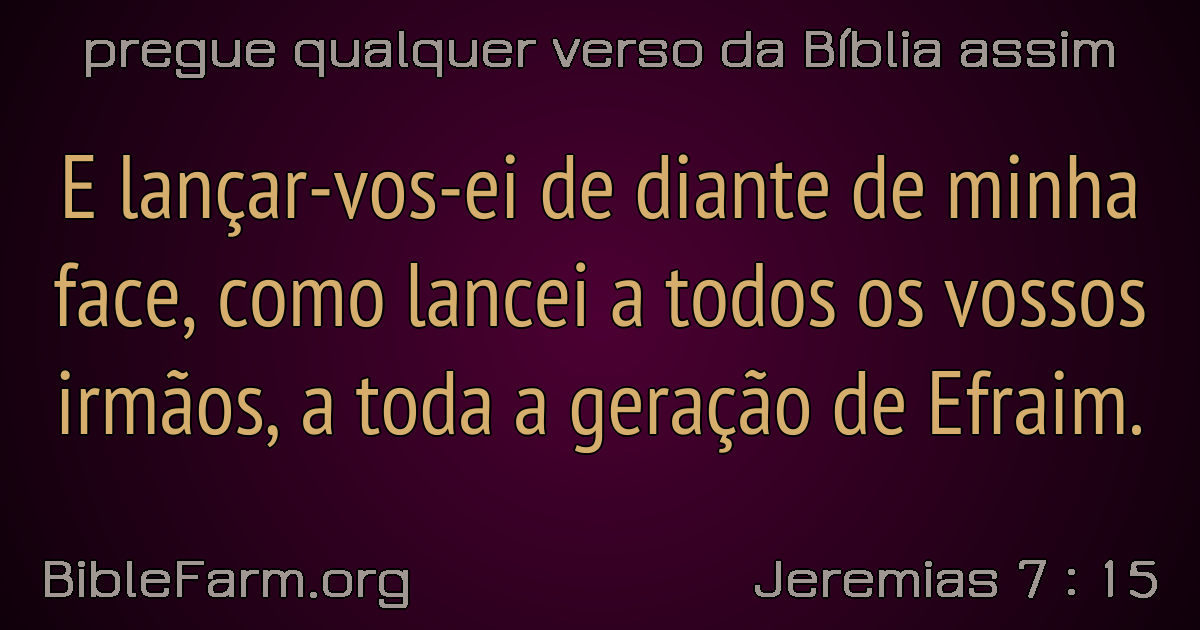 pregue qualquer verso da Bíblia assim
E lançar-vos-ei de diante de minha
face, como lancei a todos os vossos
irmãos, a toda a geração de Efraim.
BibleFarm.org
Jeremias 7 : 15